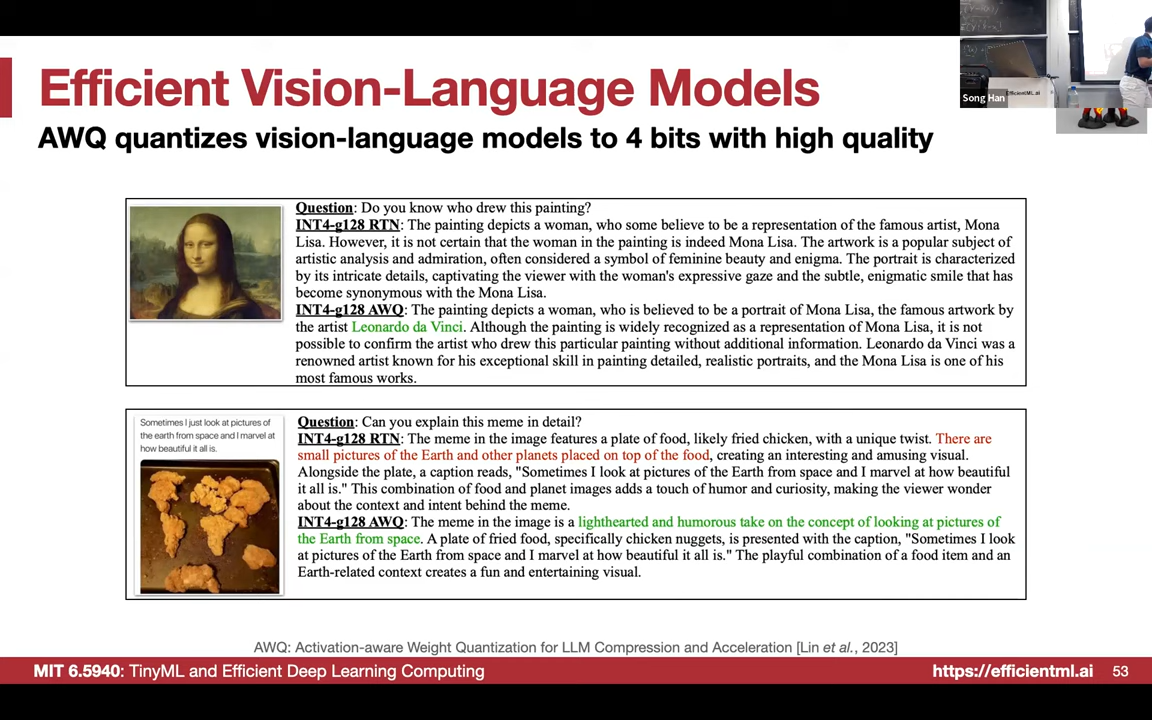 Efficient Vision-Language Models
AWQ quantizes vision-language models to 4 bits with high quality
Song Han
EfficientML.ai
Question: Do you know who drew this painting?
INT4-g128 RTN: The painting depicts a woman, who some believe to be a representation of the famous artist, Mona
Lisa. However, it is not certain that the woman in the painting is indeed Mona Lisa. The artwork is a popular subject of
artistic analysis and admiration, often considered a symbol of feminine beauty and enigma. The portrait is characterized
by its intricate details, captivating the viewer with the woman's expressive gaze and the subtle, enigmatic smile that has
become synonymous with the Mona Lisa.
INT4-g128 AWQ: The painting depicts a woman, who is believed to be a portrait of Mona Lisa, the famous artwork by
the artist Leonardo da Vinci. Although the painting is widely recognized as a representation of Mona Lisa, it is not
possible to confirm the artist who drew this particular painting without additional information. Leonardo da Vinci was a
renowned artist known for his exceptional skill in painting detailed, realistic portraits, and the Mona Lisa is one of his
most famous works.
Sometimes I just look at pictures of
the earth from space and I marvel at
how beautiful it all is.
Question: Can you explain this meme in detail?
INT4-g128 RTN: The meme in the image features a plate of food, likely fried chicken, with a unique twist. There are
small pictures of the Earth and other planets placed on top of the food, creating an interesting and amusing visual.
Alongside the plate, a caption reads, "Sometimes I look at pictures of the Earth from space and I marvel at how beautiful
it all is." This combination of food and planet images adds a touch of humor and curiosity, making the viewer wonder
about the context and intent behind the meme.
INT4-g128 AWQ: The meme in the image is a lighthearted and humorous take on the concept of looking at pictures of
the Earth from space. A plate of fried food, specifically chicken nuggets, is presented with the caption, "Sometimes I look
at pictures of the Earth from space and I marvel at how beautiful it all is." The playful combination of a food item and an
Earth-related context creates a fun and entertaining visual.
AWQ: Activation-aware Weight Quantization for LLM Compression and Acceleration [Lin et al., 2023]
MIT 6.5940: TinyML and Efficient Deep Learning Computing
https://efficientml.ai
53